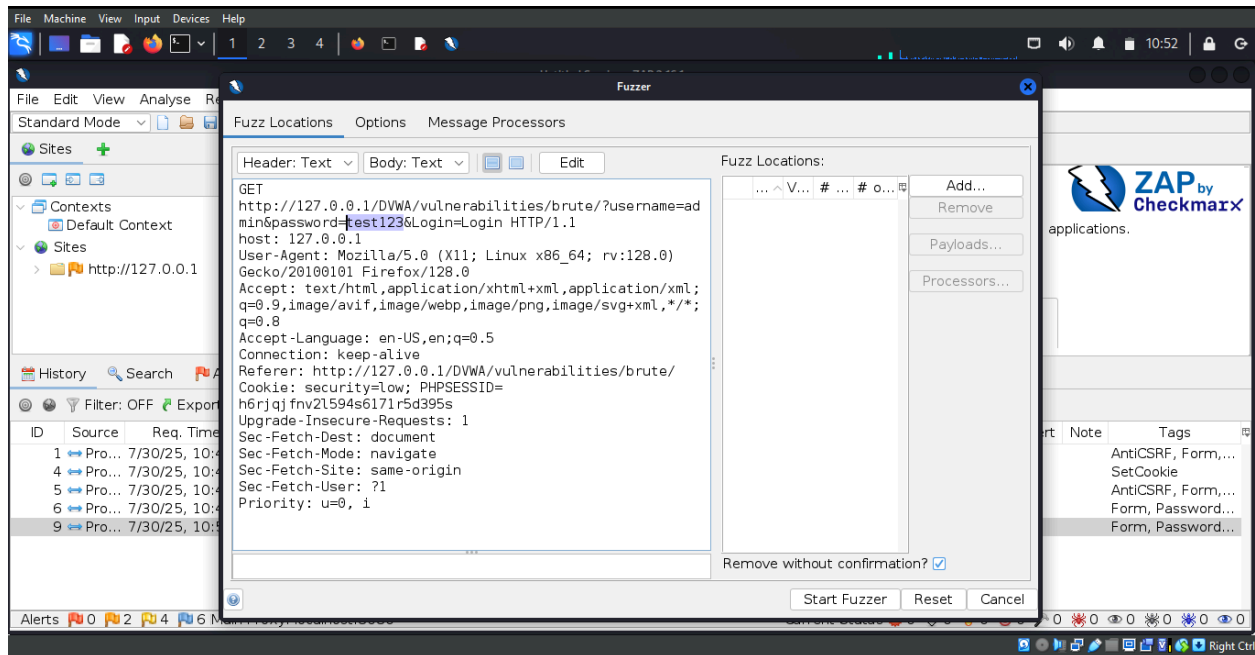 File Machine View Input Devices Help
1 2 3 4 10:52
Fuzzer
File Edit View Analyse Re
Standard Mode
Sites
Contexts
Default Context
Sites
http://127.0.0.1
Fuzz Locations Options Message Processors
Header: Text Body: Text Edit
GET
http://127.0.0.1/DVWA/vulnerabilities/brute/?username=ad
min&password=test123&Login=Login HTTP/1.1
host: 127.0.0.1
User-Agent: Mozilla/5.0 (X11; Linux x86_64; rv:128.0)
Gecko/20100101 Firefox/128.0
Accept: text/html,application/xhtml+xml,application/xml;
q=0.9,image/avif,image/webp,image/png,image/svg+xml,*/*;
q=0.8
Accept-Language: en-US,en;q=0.5
Connection: keep-alive
Referer: http://127.0.0.1/DVWA/vulnerabilities/brute/
Cookie: security=low; PHPSESSID=
h6rjqjfnv2l594s6171r5d395s
Upgrade-Insecure-Requests: 1
Sec-Fetch-Dest: document
Sec-Fetch-Mode: navigate
Sec-Fetch-Site: same-origin
Sec-Fetch-User: ?1
Priority: u=0, i
Fuzz Locations:
... V... # ... # o...
Add...
Remove
Payloads...
Processors...
Remove without confirmation?
Start Fuzzer Reset Cancel
ZAP by
Checkmarx
applications.
History Search A
Filter: OFF Export
ID Source Req. Time rt Note Tags
1 Pro... 7/30/25, 10:4 AntiCSRF, Form,...
4 Pro... 7/30/25, 10:4 SetCookie
5 Pro... 7/30/25, 10:4 AntiCSRF, Form,...
6 Pro... 7/30/25, 10:4 Form, Password...
9 Pro... 7/30/25, 10:5 Form, Password...
Alerts 0 2 4 6 0 0 0 0 0 0
Right Ctrl